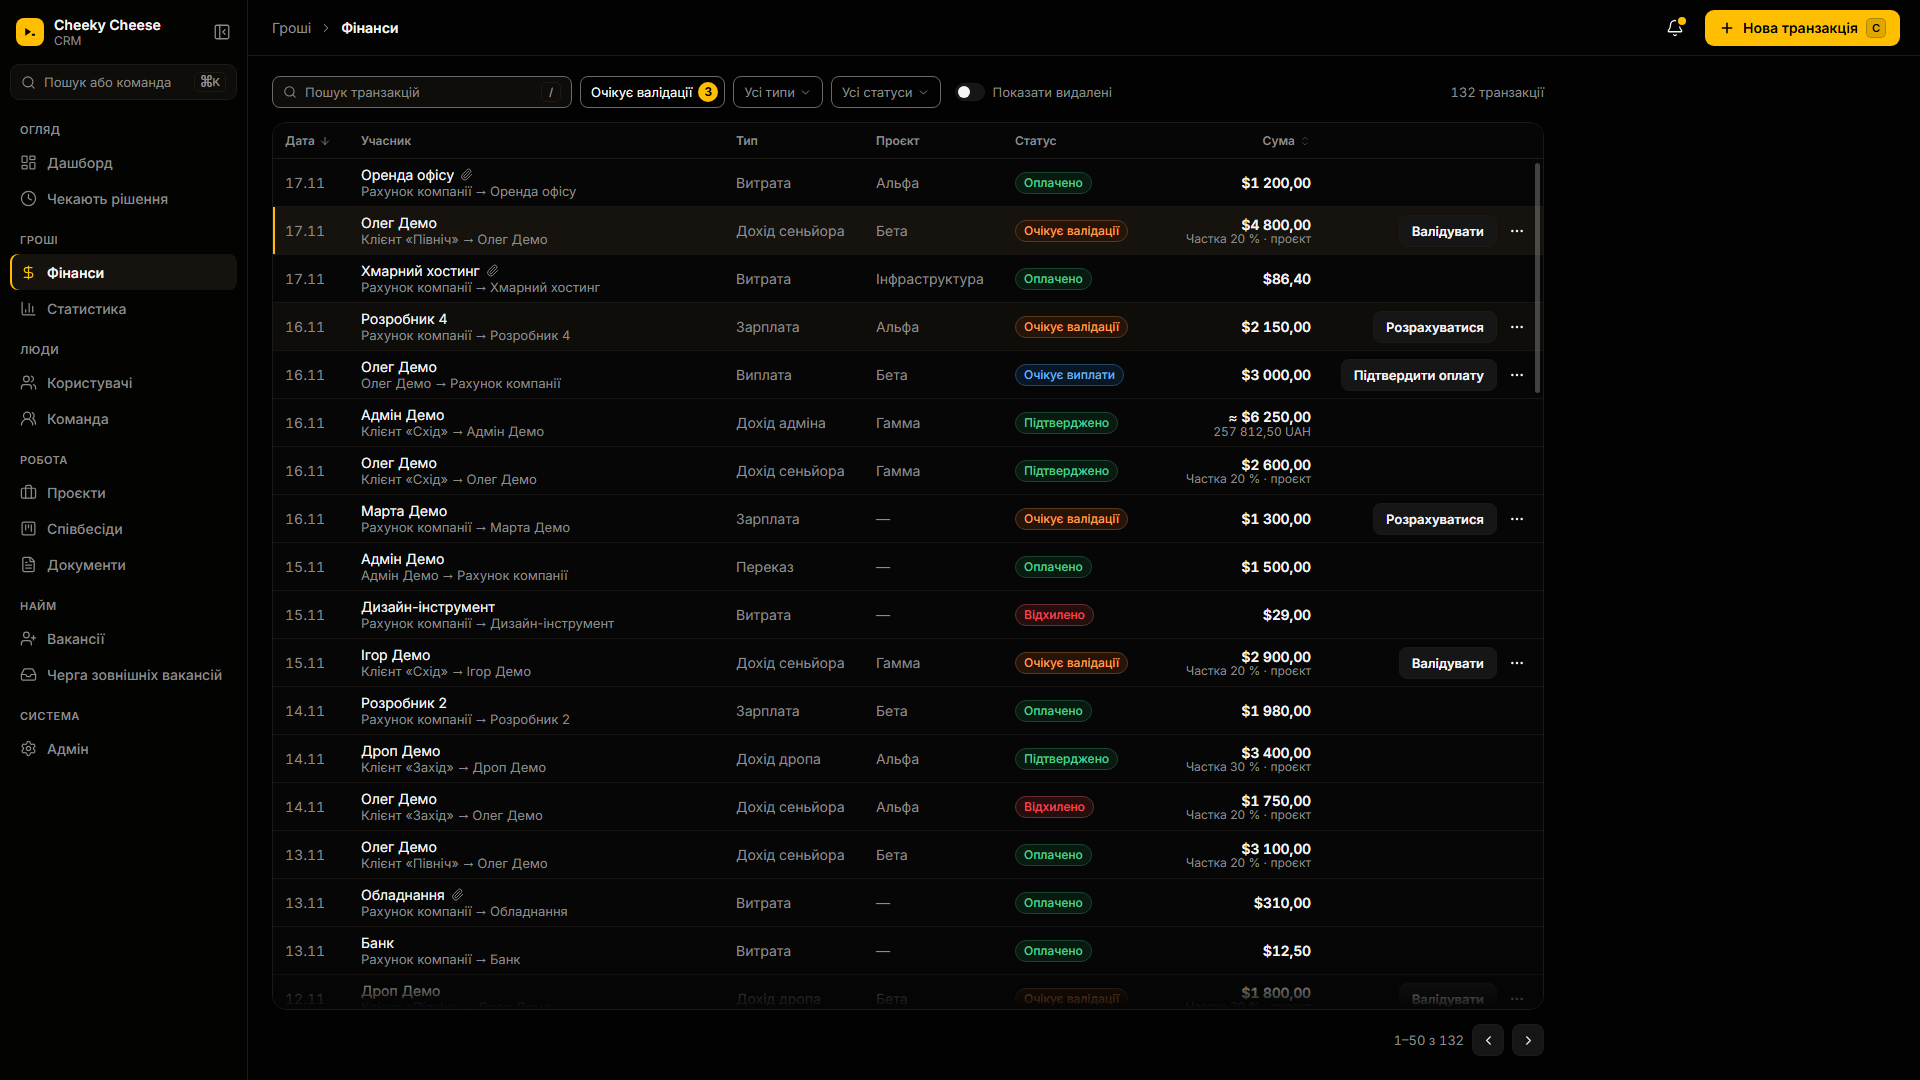 Cheeky Cheese
CRM
Пошук або команда ⌘K
ОГЛЯД
Дашборд
Чекають рішення
ГРОШІ
Фінанси
Статистика
ЛЮДИ
Користувачі
Команда
РОБОТА
Проєкти
Співбесіди
Документи
НАЙМ
Вакансії
Черга зовнішніх вакансій
СИСТЕМА
Адмін
Гроші > Фінанси
+ Нова транзакція C
Пошук транзакцій /
Очікує валідації 3
Усі типи
Усі статуси
Показати видалені
132 транзакції
Дата ↓ Учасник Тип Проєкт Статус Сума
17.11 Оренда офісу Витрата Альфа Оплачено $1 200,00
Рахунок компанії → Оренда офісу
17.11 Олег Демо Дохід сеньйора Бета Очікує валідації $4 800,00 Валідувати ···
Клієнт «Північ» → Олег Демо Частка 20 % · проєкт
17.11 Хмарний хостинг Витрата Інфраструктура Оплачено $86,40
Рахунок компанії → Хмарний хостинг
16.11 Розробник 4 Зарплата Альфа Очікує валідації $2 150,00 Розрахуватися ···
Рахунок компанії → Розробник 4
16.11 Олег Демо Виплата Бета Очікує виплати $3 000,00 Підтвердити оплату ···
Олег Демо → Рахунок компанії
16.11 Адмін Демо Дохід адміна Гамма Підтверджено ≈ $6 250,00
Клієнт «Схід» → Адмін Демо 257 812,50 UAH
16.11 Олег Демо Дохід сеньйора Гамма Підтверджено $2 600,00
Клієнт «Схід» → Олег Демо Частка 20 % · проєкт
16.11 Марта Демо Зарплата — Очікує валідації $1 300,00 Розрахуватися ···
Рахунок компанії → Марта Демо
15.11 Адмін Демо Переказ — Оплачено $1 500,00
Адмін Демо → Рахунок компанії
15.11 Дизайн-інструмент Витрата — Відхилено $29,00
Рахунок компанії → Дизайн-інструмент
15.11 Ігор Демо Дохід сеньйора Гамма Очікує валідації $2 900,00 Валідувати ···
Клієнт «Схід» → Ігор Демо Частка 20 % · проєкт
14.11 Розробник 2 Зарплата Бета Оплачено $1 980,00
Рахунок компанії → Розробник 2
14.11 Дроп Демо Дохід дропа Альфа Підтверджено $3 400,00
Клієнт «Захід» → Дроп Демо Частка 30 % · проєкт
14.11 Олег Демо Дохід сеньйора Альфа Відхилено $1 750,00
Клієнт «Захід» → Олег Демо Частка 20 % · проєкт
13.11 Олег Демо Дохід сеньйора Бета Оплачено $3 100,00
Клієнт «Північ» → Олег Демо Частка 20 % · проєкт
13.11 Обладнання Витрата — Оплачено $310,00
Рахунок компанії → Обладнання
13.11 Банк Витрата — Оплачено $12,50
Рахунок компанії → Банк
12.11 Дроп Демо Дохід дропа Бета Очікує валідації $1 800,00 Валідувати ···
1–50 з 132